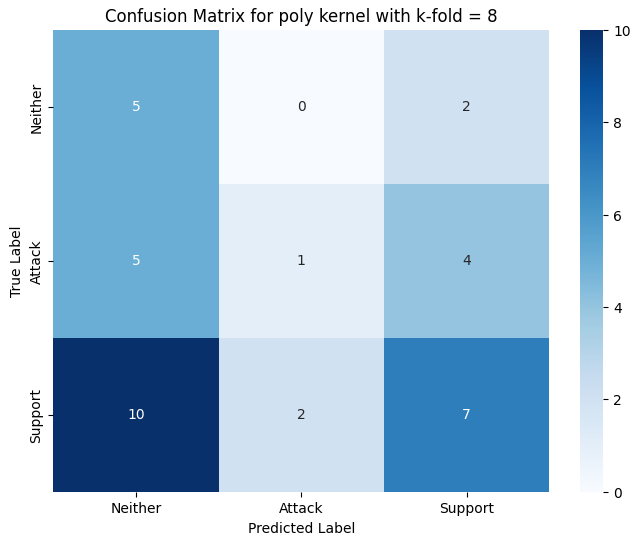 Confusion Matrix for poly kernel with k-fold = 8
True Label
Neither
5
0
2
Attack
5
1
4
Support
10
2
7
Neither
Attack
Support
Predicted Label
10
8
6
4
2
0